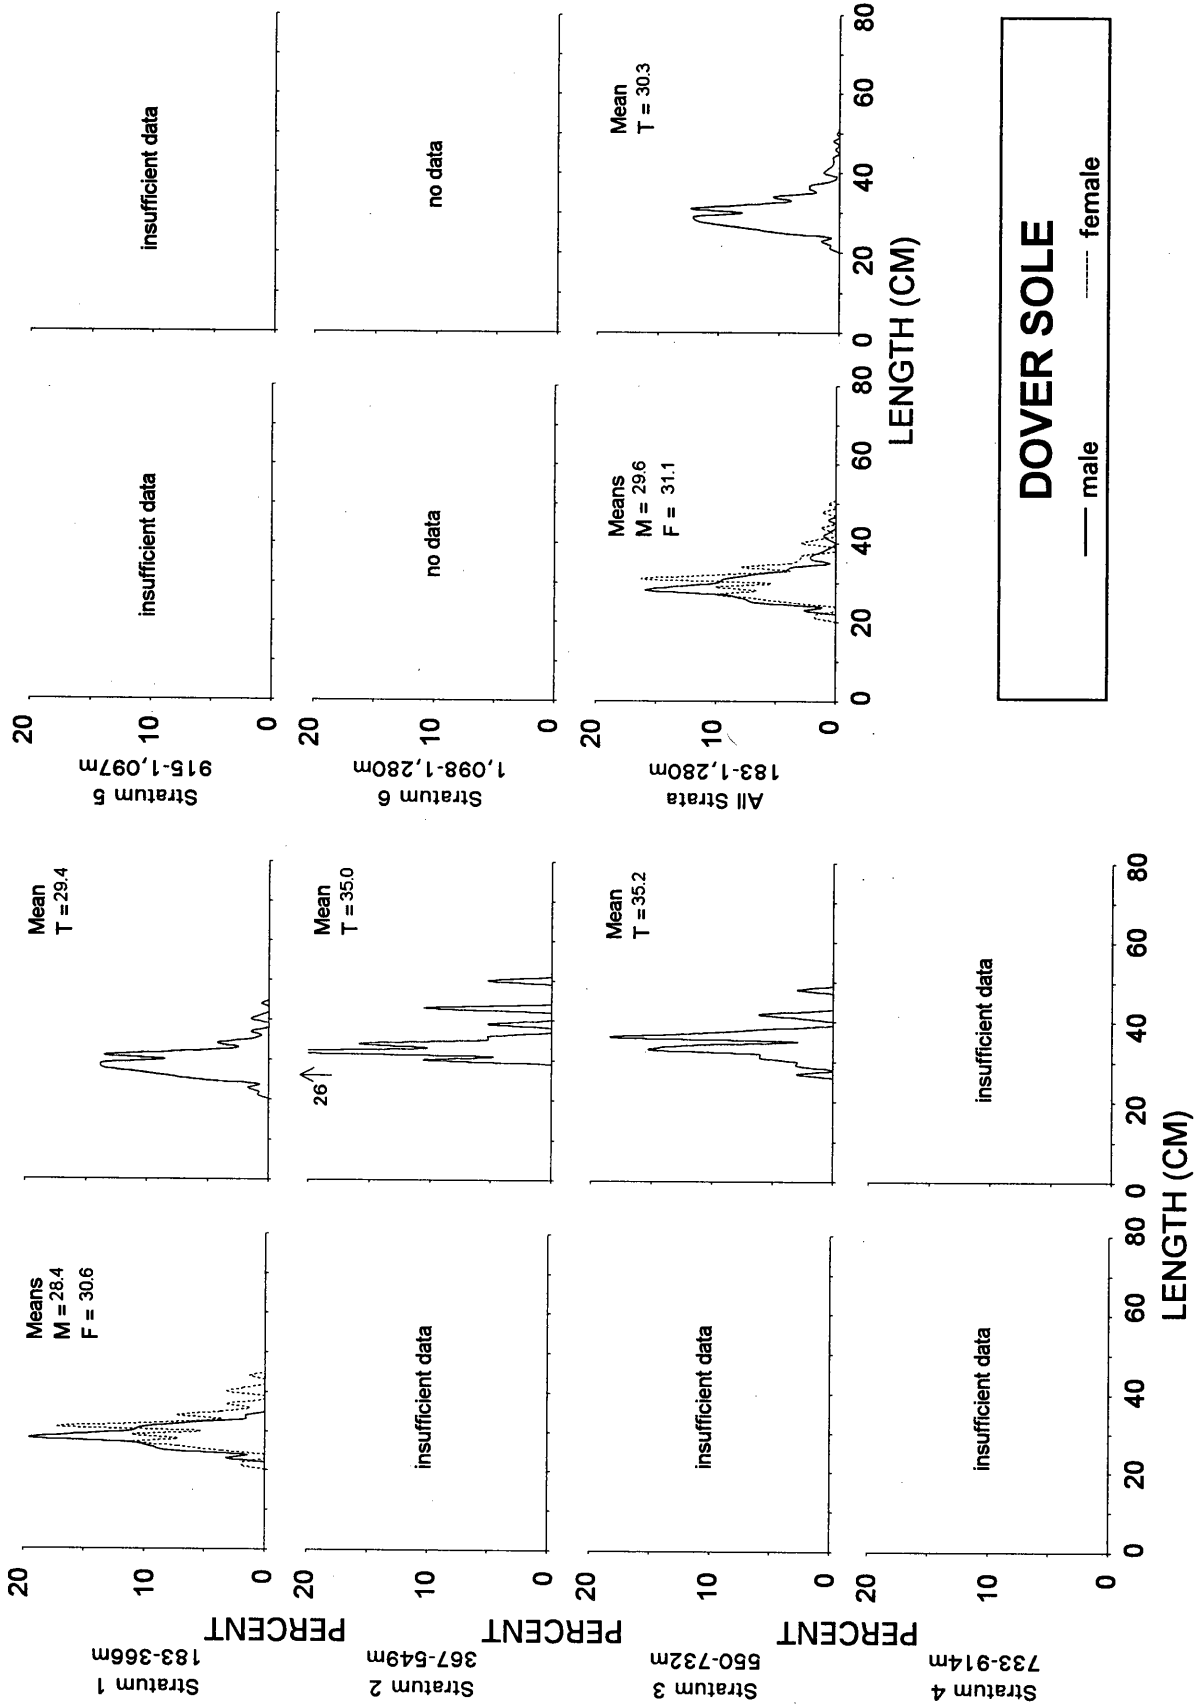 Stratum 1
183-366m
PERCENT
20
10
0
Means
M = 28.4
F = 30.6
Mean
T = 29.4
Stratum 2
367-549m
PERCENT
20
10
0
insufficient data
26
Mean
T = 35.0
Stratum 3
550-732m
PERCENT
20
10
0
insufficient data
Mean
T = 35.2
Stratum 4
733-914m
20
10
0
insufficient data
insufficient data
0 20 40 60 80
0 20 40 60 80
LENGTH (CM)
Stratum 5
915-1,097m
20
10
0
insufficient data
insufficient data
Stratum 6
1,098-1,280m
20
10
0
no data
no data
All Strata
183-1,280m
20
10
0
Means
M = 29.6
F = 31.1
Mean
T = 30.3
0 20 40 60 80
0 20 40 60 80
LENGTH (CM)
DOVER SOLE
male female